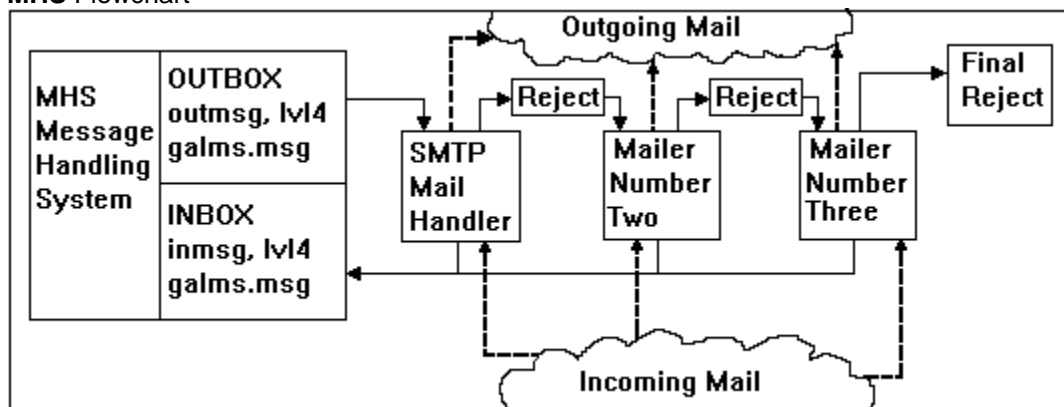 MHS Flowchart
Outgoing Mail
MHS
Message
Handling
System
OUTBOX
outmsg, lvl4
galms.msg
INBOX
inmsg, lvl4
galms.msg
Reject
Reject
Final
Reject
SMTP
Mail
Handler
Mailer
Number
Two
Mailer
Number
Three
Incoming Mail